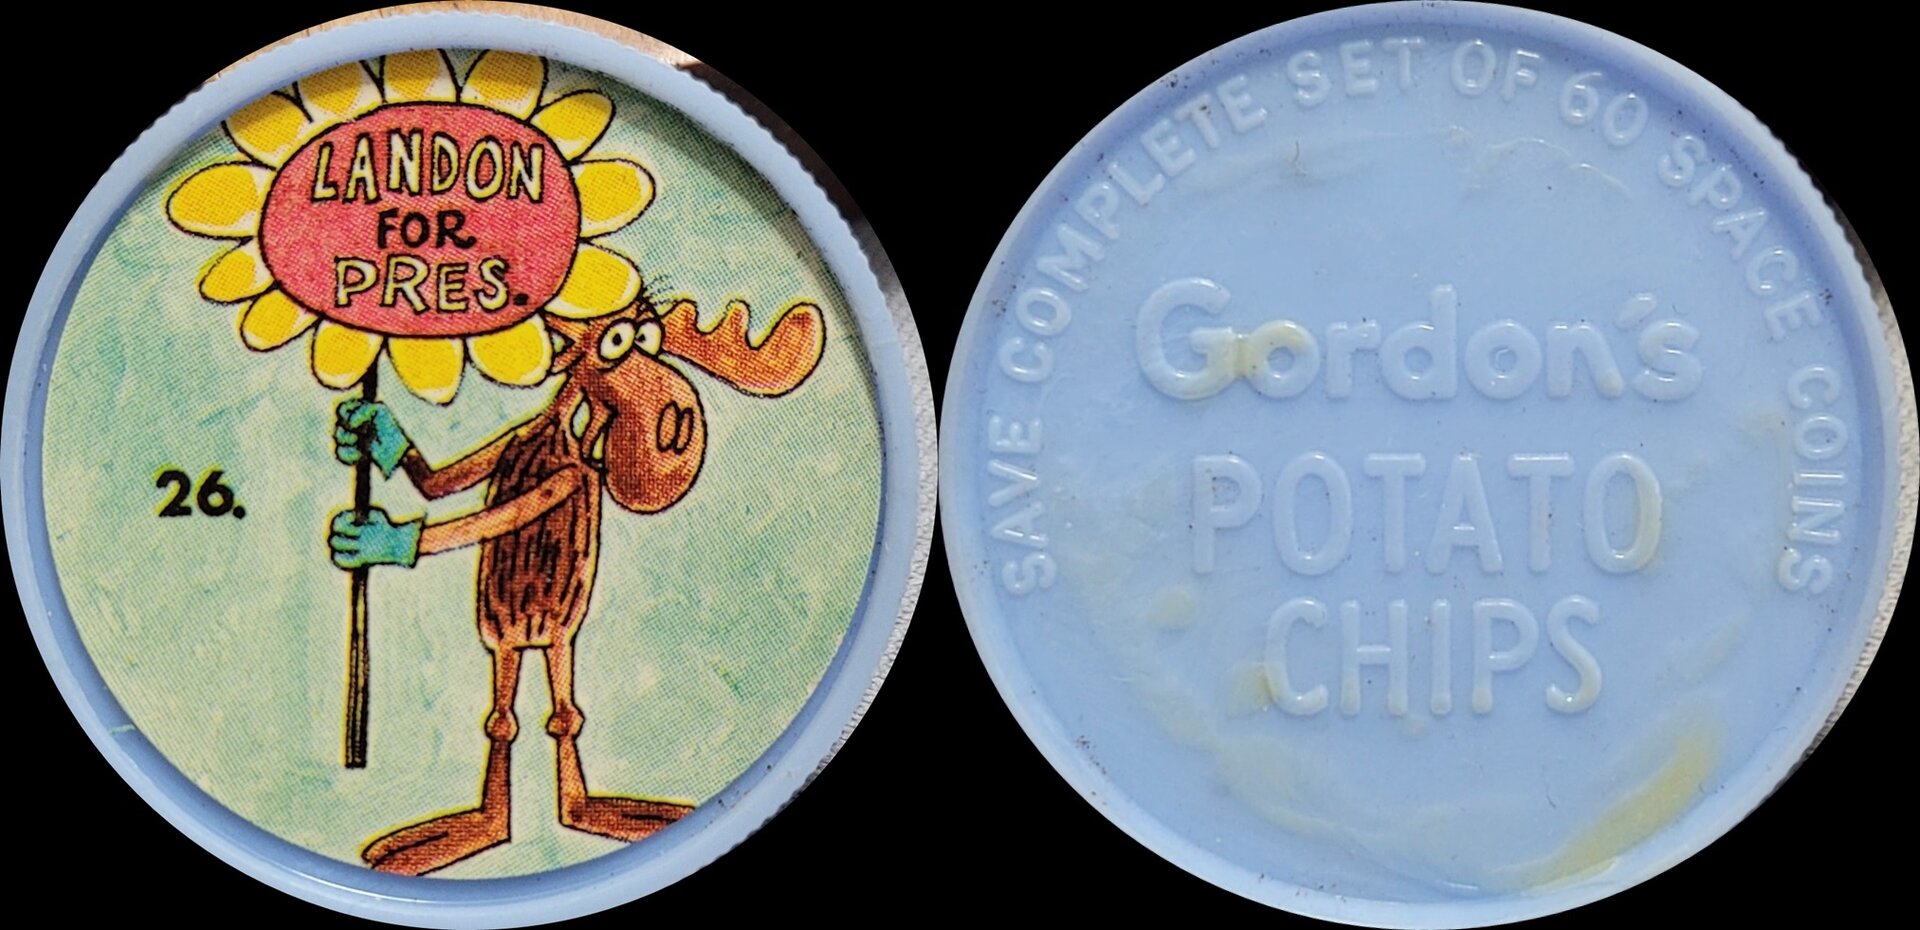 LANDON
FOR
PRES.
26.
SAVE COMPLETE SET OF 60 SPACE COINS
Gordon's
POTATO
CHIPS